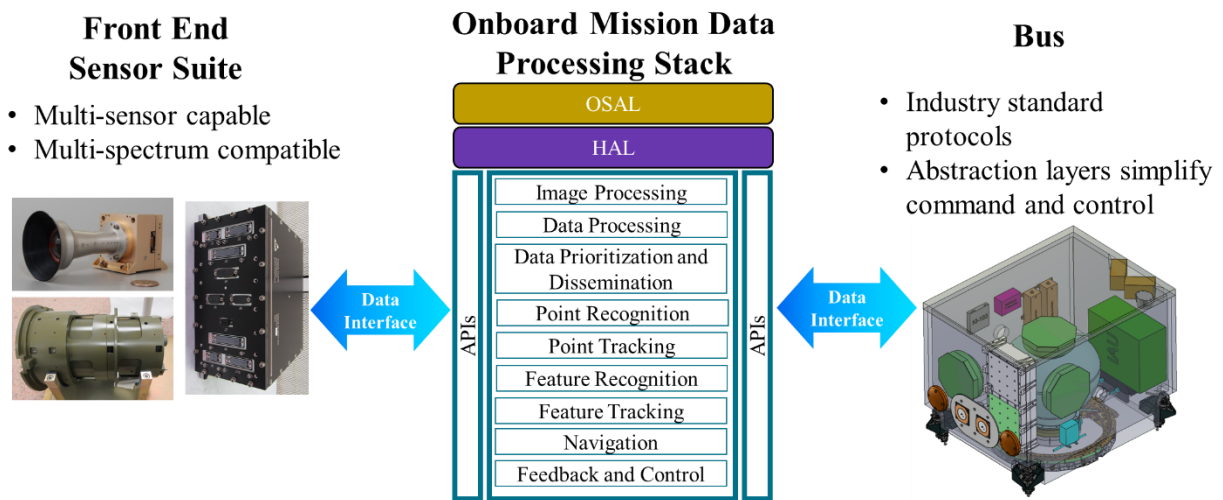 Front End
Sensor Suite
• Multi-sensor capable
• Multi-spectrum compatible
Onboard Mission Data
Processing Stack
OSAL
HAL
APIs
Image Processing
Data Processing
Data Prioritization and
Dissemination
Point Recognition
Point Tracking
Feature Recognition
Feature Tracking
Navigation
Feedback and Control
APIs
Data
Interface
Data
Interface
Bus
• Industry standard
protocols
• Abstraction layers simplify
command and control
IAU